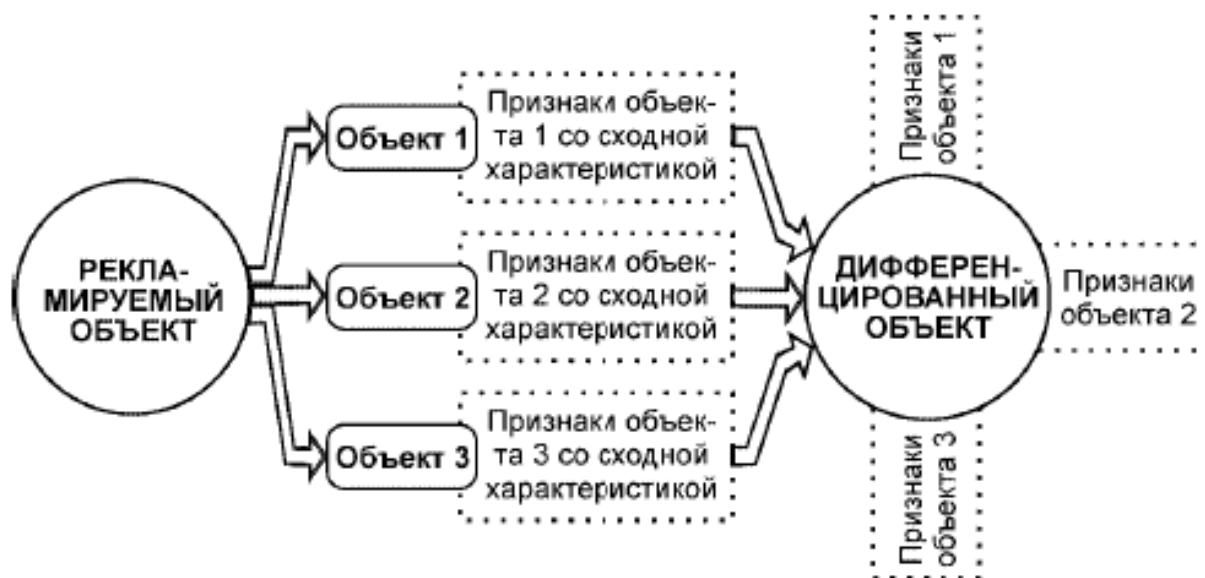 РЕКЛА-
МИРУЕМЫЙ
ОБЪЕКТ
Объект 1
Признаки объек-
та 1 со сходной
характеристикой
Объект 2
Признаки объек-
та 2 со сходной
характеристикой
Объект 3
Признаки объек-
та 3 со сходной
характеристикой
ДИФФЕРЕН-
ЦИРОВАННЫЙ
ОБЪЕКТ
Признаки
объекта 1
Признаки
объекта 2
Признаки
объекта 3